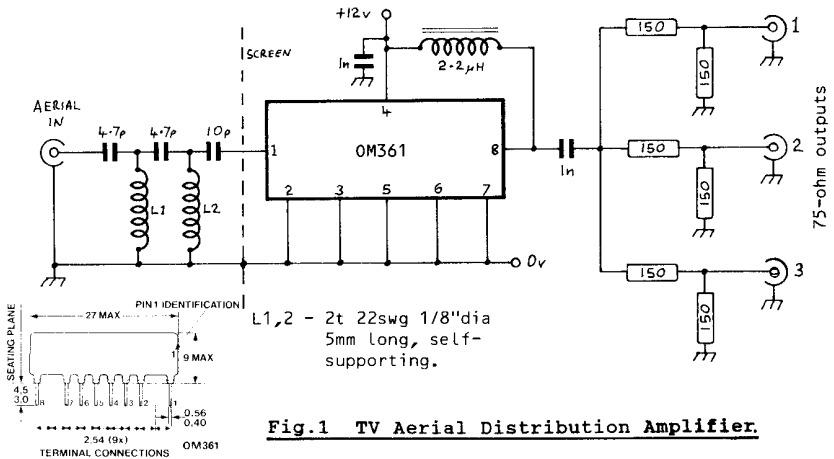 +12v
SCREEN
1n
2·2μH
4
AERIAL
IN
4·7p 4·7p 10p
1 OM361 8
2 3 5 6 7
L1 L2
1n
0v
150 1
150
150 2
150
150 3
150
75-ohm outputs
L1,2 - 2t 22swg 1/8"dia
5mm long, self-
supporting.
PIN 1 IDENTIFICATION
27 MAX
SEATING PLANE
1
9 MAX
4,5
3,0
8 7 6 5 4 3 2 1
0,56
0,40
2,54 (9x)
TERMINAL CONNECTIONS OM361
Fig.1 TV Aerial Distribution Amplifier.